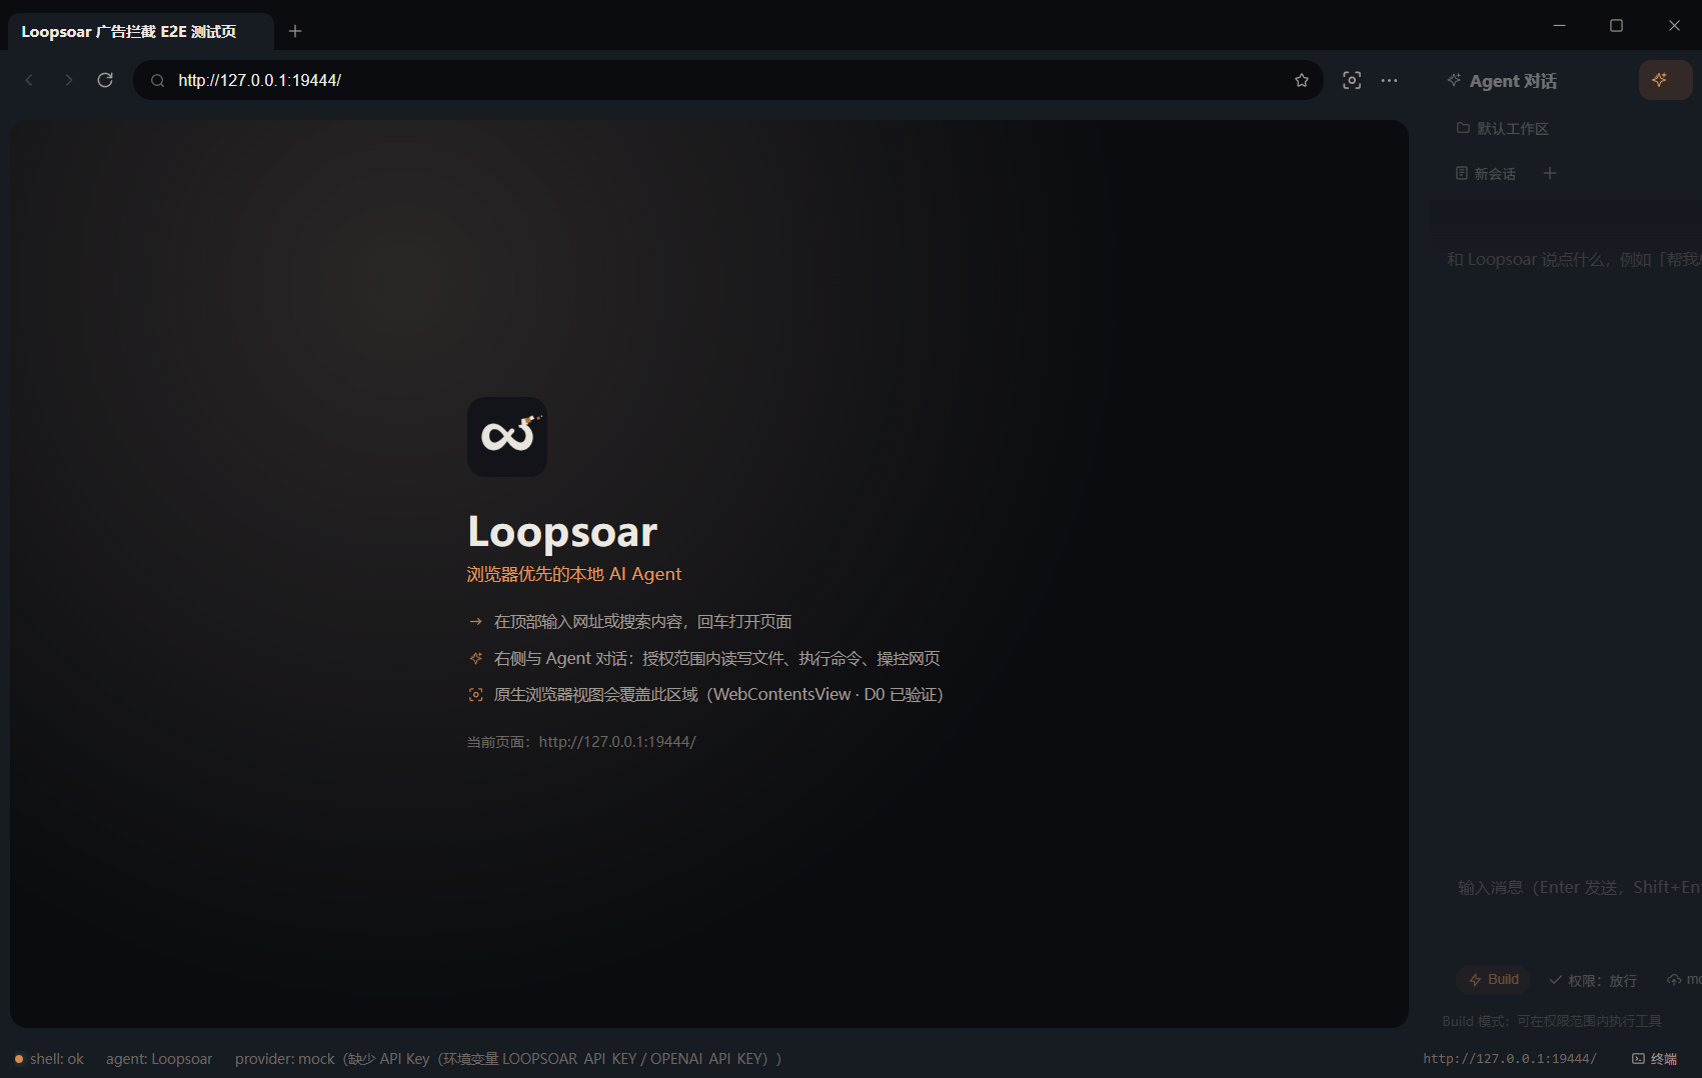 Loopsoar 广告拦截 E2E 测试页
http://127.0.0.1:19444/
Agent 对话
默认工作区
新会话
和 Loopsoar 说点什么，例如「帮我
Loopsoar
浏览器优先的本地 AI Agent
在顶部输入网址或搜索内容，回车打开页面
右侧与 Agent 对话：授权范围内读写文件、执行命令、操控网页
原生浏览器视图会覆盖此区域（WebContentsView · D0 已验证）
当前页面：http://127.0.0.1:19444/
输入消息（Enter 发送，Shift+En
Build
权限：放行
mo
Build 模式：可在权限范围内执行工具
shell: ok
agent: Loopsoar
provider: mock（缺少 API Key（环境变量 LOOPSOAR_API_KEY / OPENAI_API_KEY））
http://127.0.0.1:19444/
终端